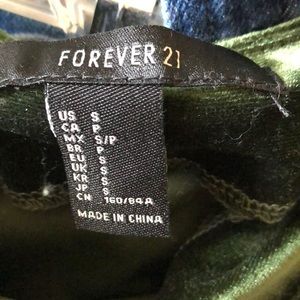 FOREVER 21
US S
CA P
MX S/P
BR P
EU S
UK S
KR S
JP S
CN 160/84A
MADE IN CHINA